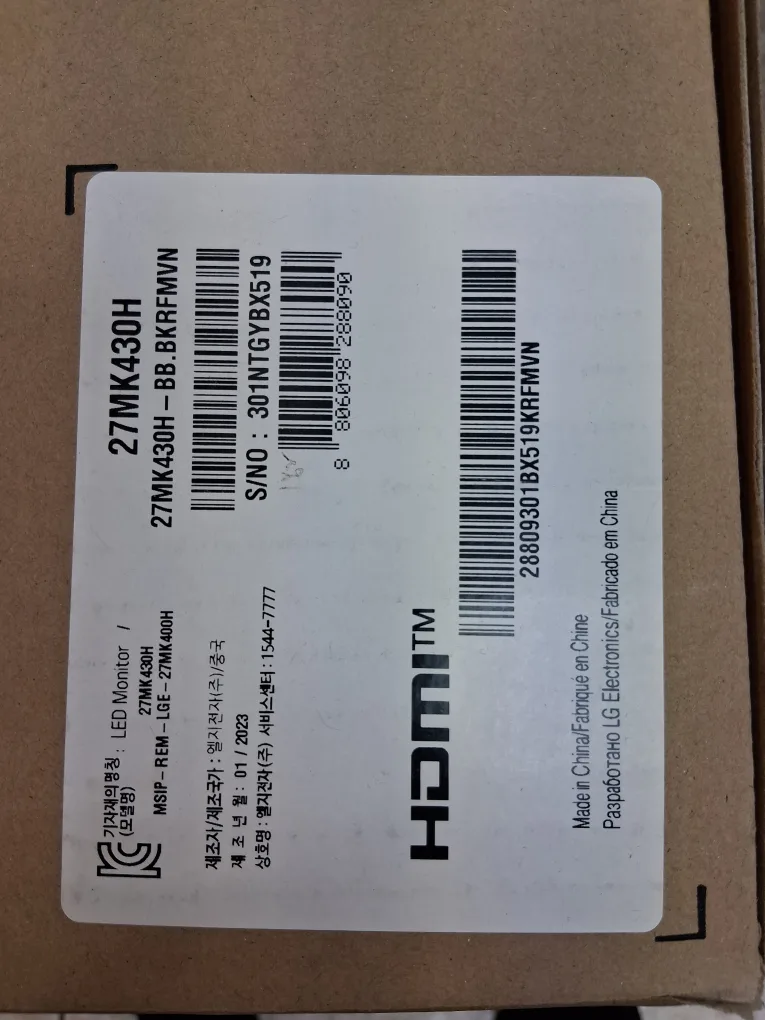 기자재의명칭 : LED Monitor /
(모델명) 27MK430H
MSIP-REM-LGE-27MK400H
제조자/제조국가 : 엘지전자(주)/중국
제 조 년 월 : 01 / 2023
상호명 : 엘지전자(주) 서비스센터 : 1544-7777
27MK430H
27MK430H-BB.BKRFMVN
S/NO : 301NTGYBX519
8 806098 288090
HDMI™
28809301BX519KRFMVN
Made in China/Fabriqué en Chine
Разработано LG Electronics/Fabricado em China